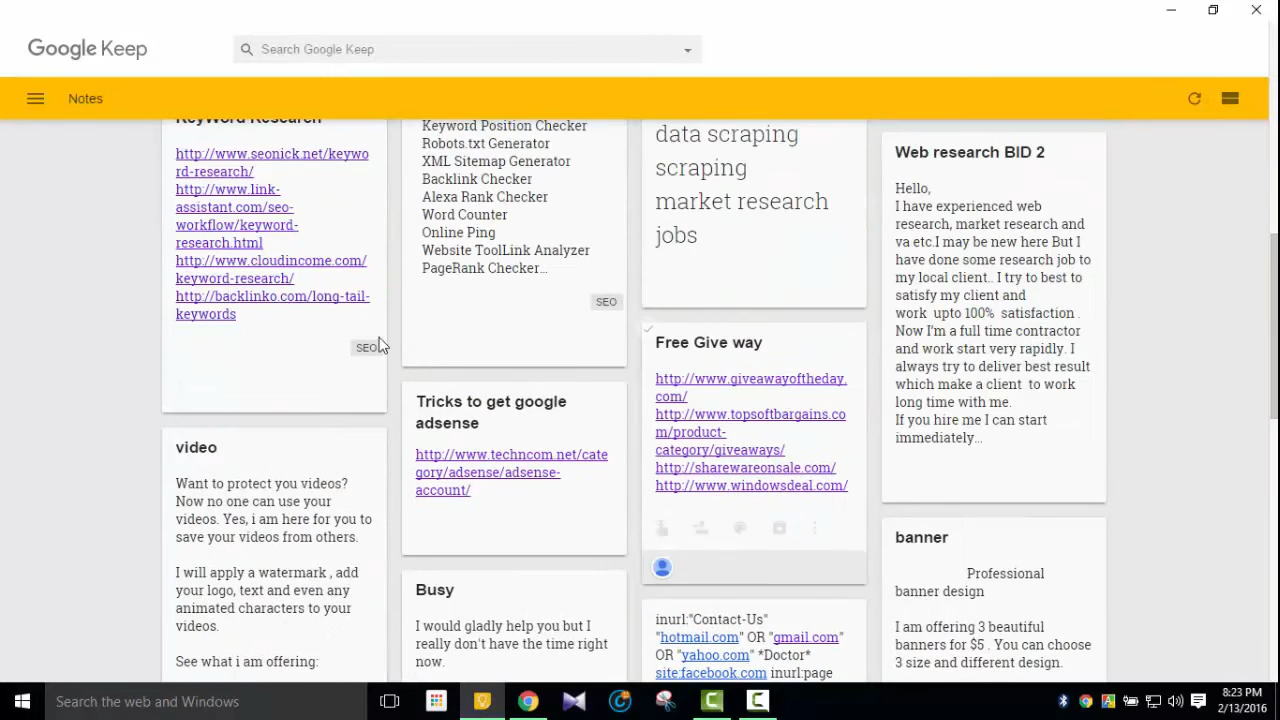 Google Keep
Search Google Keep
Notes
KeyWord Research
http://www.seonick.net/keywo
rd-research/
http://www.link-
assistant.com/seo-
workflow/keyword-
research.html
http://www.cloudincome.com/
keyword-research/
http://backlinko.com/long-tail-
keywords
SEO
video
Want to protect you videos?
Now no one can use your
videos. Yes, i am here for you to
save your videos from others.
I will apply a watermark , add
your logo, text and even any
animated characters to your
videos.
See what i am offering:
Keyword Position Checker
Robots.txt Generator
XML Sitemap Generator
Backlink Checker
Alexa Rank Checker
Word Counter
Online Ping
Website ToolLink Analyzer
PageRank Checker...
SEO
Tricks to get google
adsense
http://www.techncom.net/cate
gory/adsense/adsense-
account/
Busy
I would gladly help you but I
really don't have the time right
now.
data scraping
scraping
market research
jobs
Free Give way
http://www.giveawayoftheday.
com/
http://www.topsoftbargains.co
m/product-
category/giveaways/
http://sharewareonsale.com/
http://www.windowsdeal.com/
inurl:"Contact-Us"
"hotmail.com" OR "gmail.com"
OR "yahoo.com" *Doctor*
site:facebook.com inurl:page
Web research BID 2
Hello,
I have experienced web
research, market research and
va etc.I may be new here But I
have done some research job to
my local client.. I try to best to
satisfy my client and
work upto 100% satisfaction .
Now I'm a full time contractor
and work start very rapidly. I
always try to deliver best result
which make a client to work
long time with me.
If you hire me I can start
immediately...
banner
Professional
banner design
I am offering 3 beautiful
banners for $5 . You can choose
3 size and different design.
Search the web and Windows
8:23 PM
2/13/2016